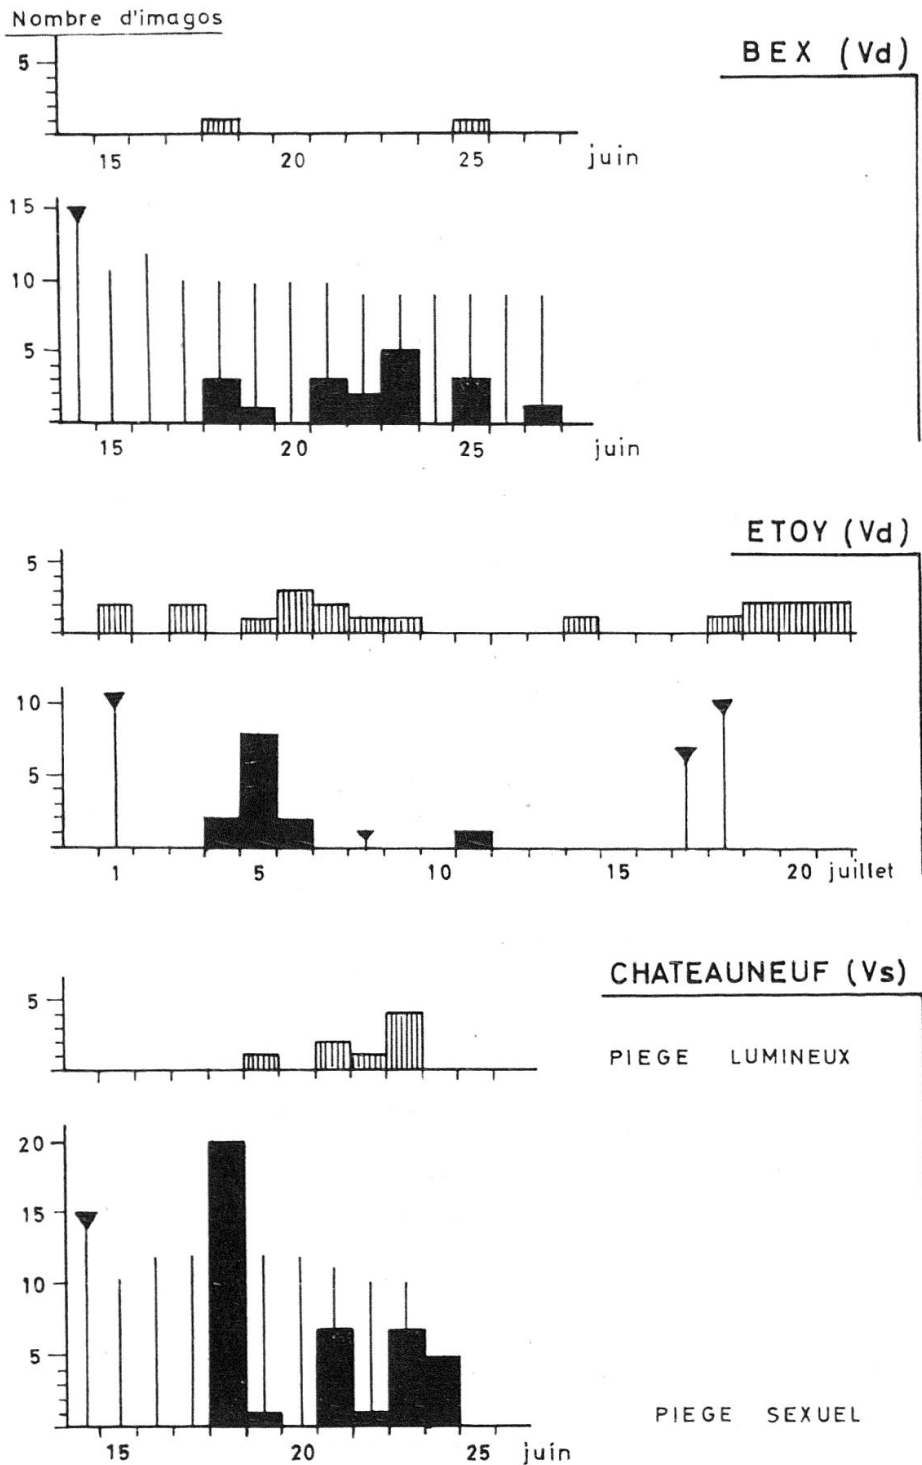 Nombre d'imagos
BEX (Vd)
5
15 20 25 juin
15
10
5
15 20 25 juin
ETOY (Vd)
5
10
5
1 5 10 15 20 juillet
CHATEAUNEUF (Vs)
5
PIEGE LUMINEUX
20
15
10
5
PIEGE SEXUEL
15 20 25 juin